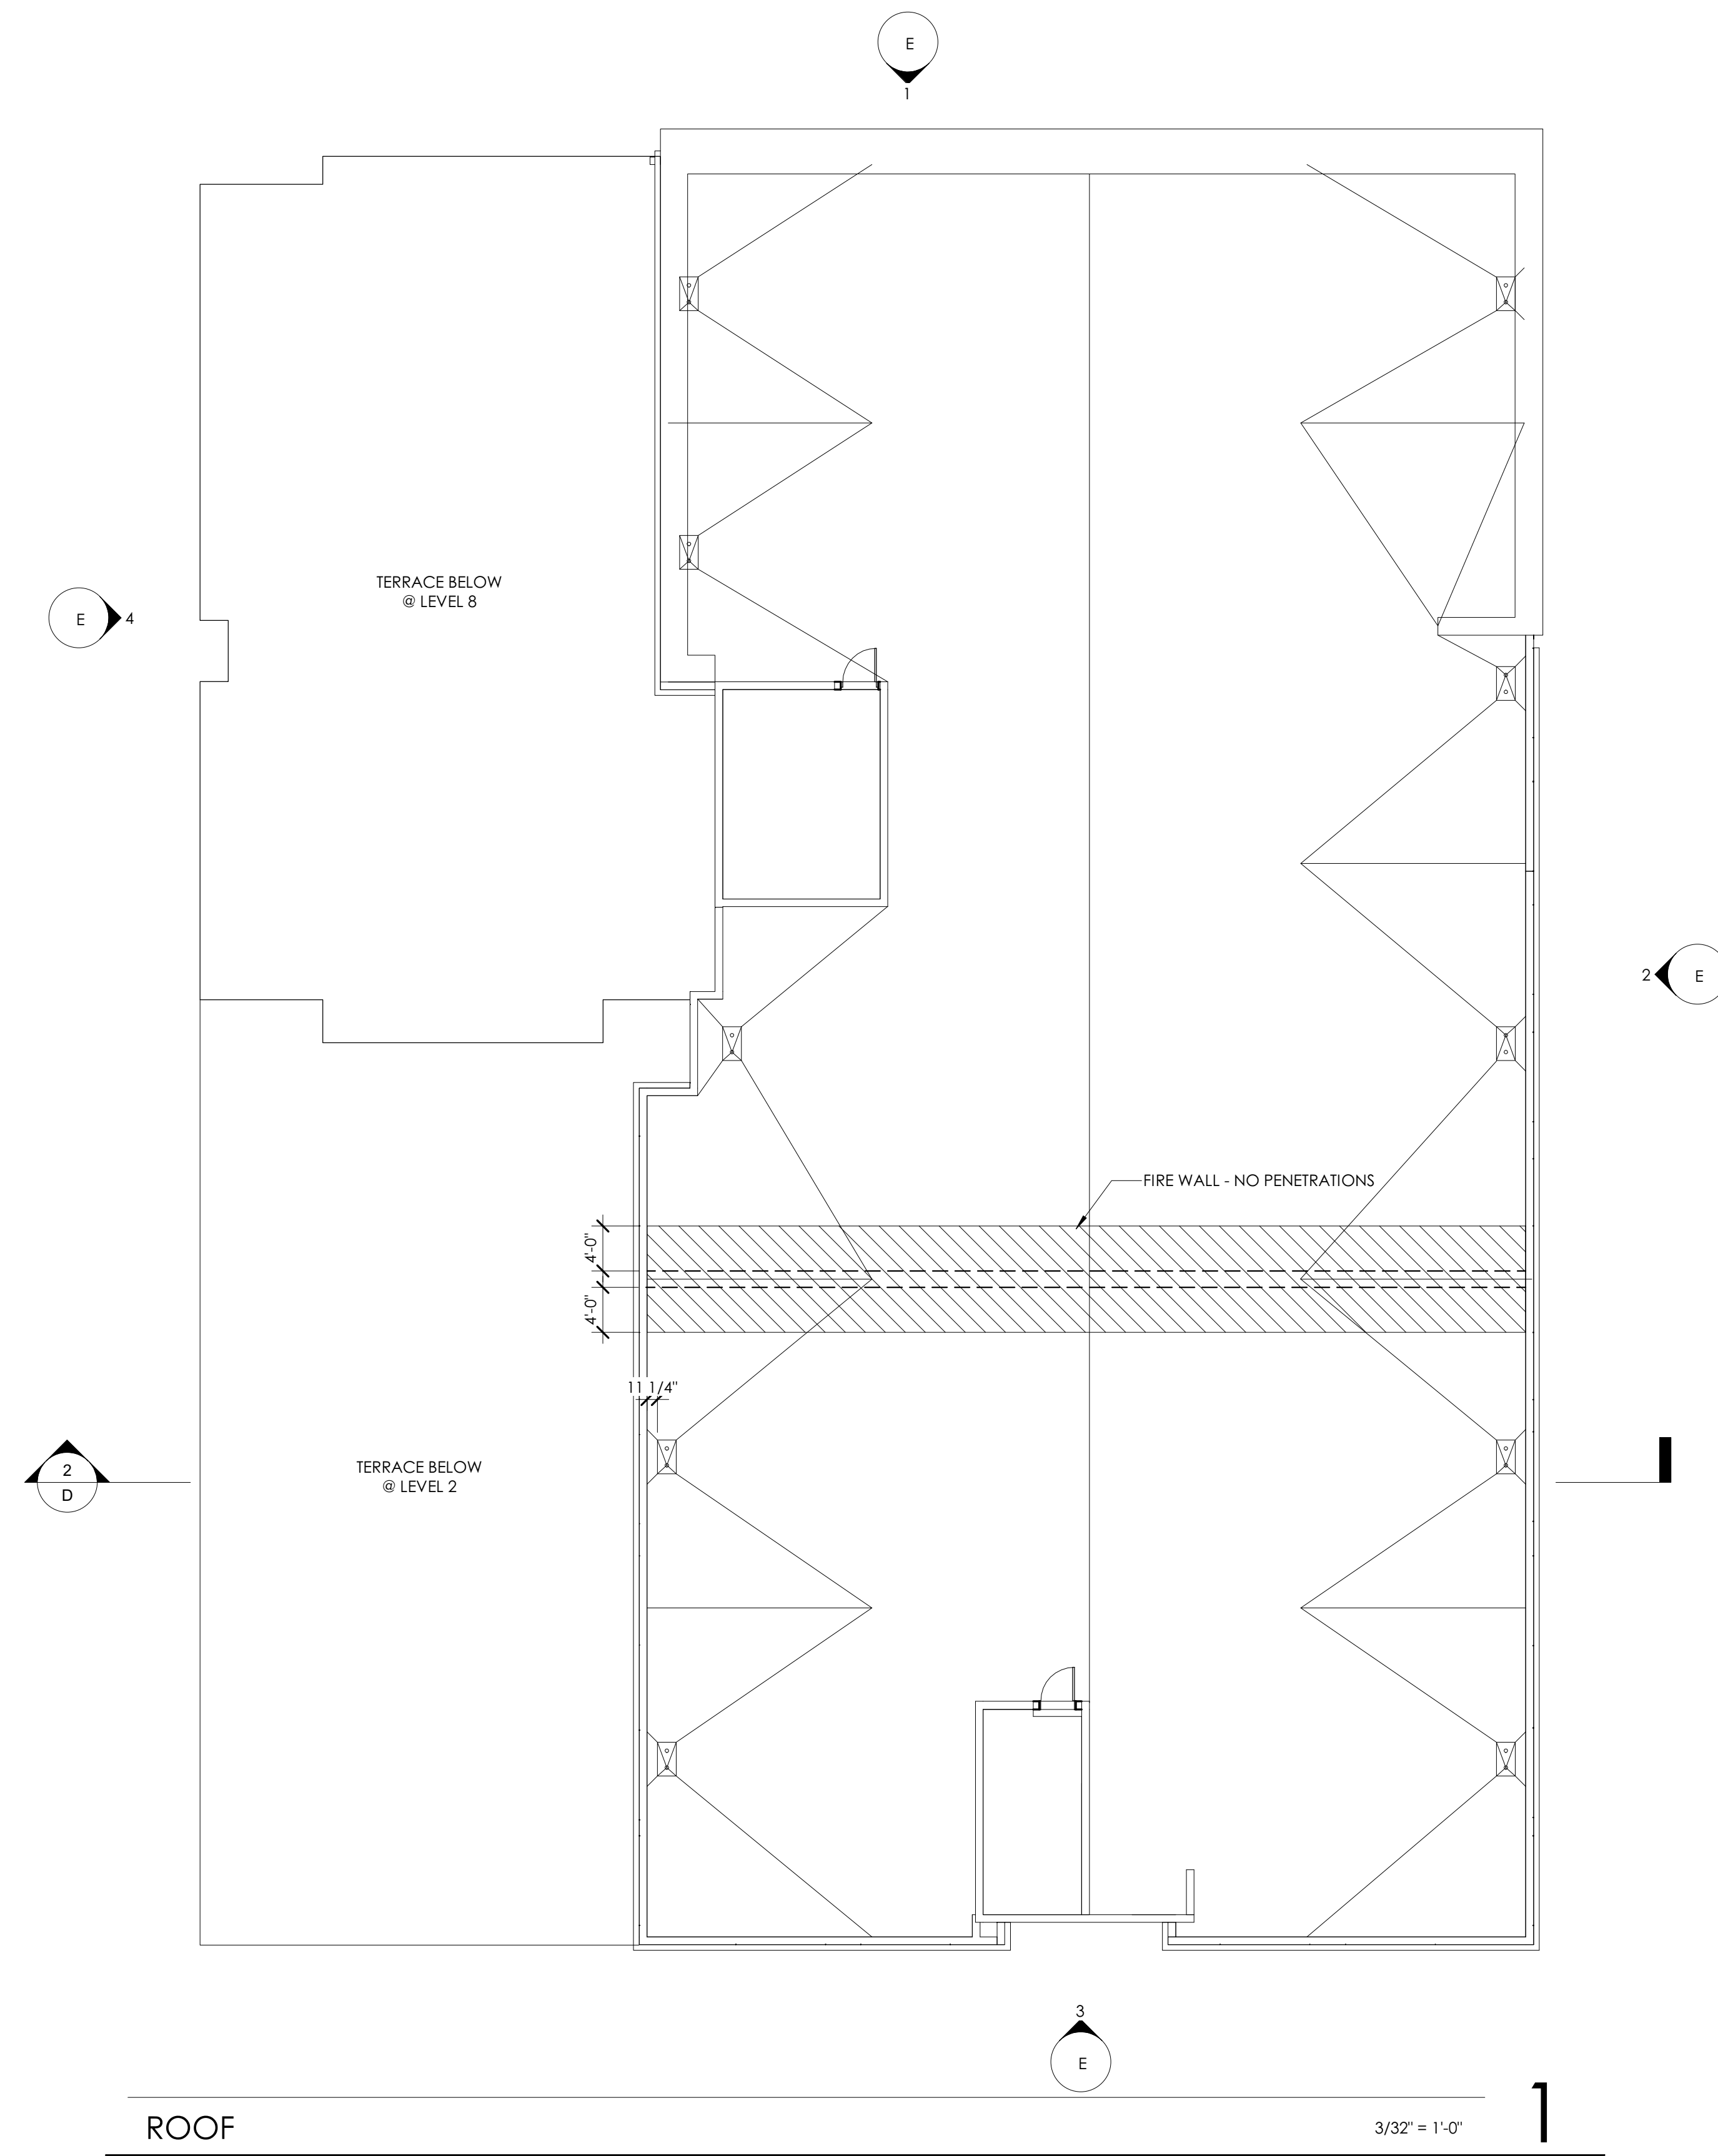 E
1
TERRACE BELOW
@ LEVEL 8
E
4
2
E
FIRE WALL - NO PENETRATIONS
4'-0"
4'-0"
11 1/4"
TERRACE BELOW
@ LEVEL 2
2
D
3
E
ROOF
3/32" = 1'-0"
1